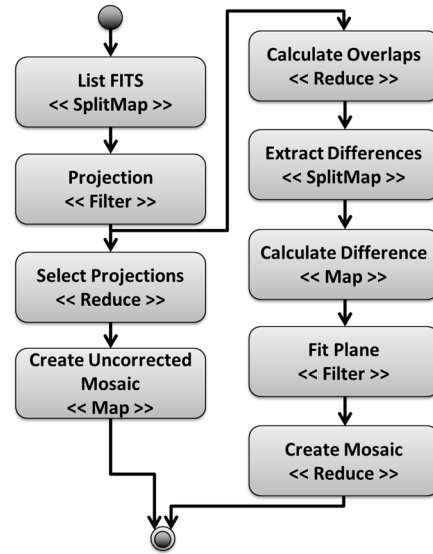 List FITS
<< SplitMap >>
Projection
<< Filter >>
Select Projections
<< Reduce >>
Create Uncorrected
Mosaic
<< Map >>
Calculate Overlaps
<< Reduce >>
Extract Differences
<< SplitMap >>
Calculate Difference
<< Map >>
Fit Plane
<< Filter >>
Create Mosaic
<< Reduce >>